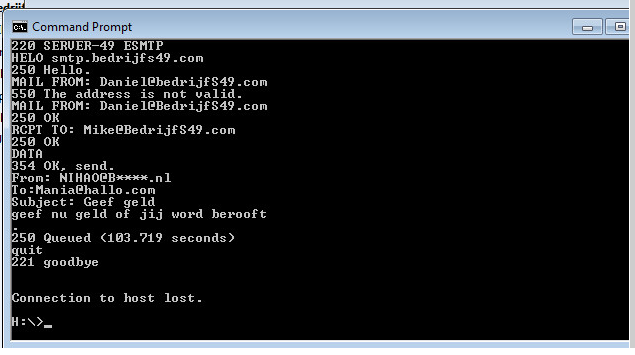 Command Prompt
220 SERVER-49 ESMTP
HELO smtp.bedrijfs49.com
250 Hello.
MAIL FROM: Daniel@bedrijfS49.com
550 The address is not valid.
MAIL FROM: Daniel@BedrijfS49.com
250 OK
RCPT TO: Mike@BedrijfS49.com
250 OK
DATA
354 OK, send.
From: NIHAO@B****.nl
To:Mania@hallo.com
Subject: Geef geld
geef nu geld of jij word berooft
.
250 Queued (103.719 seconds)
quit
221 goodbye
Connection to host lost.
H:\>_